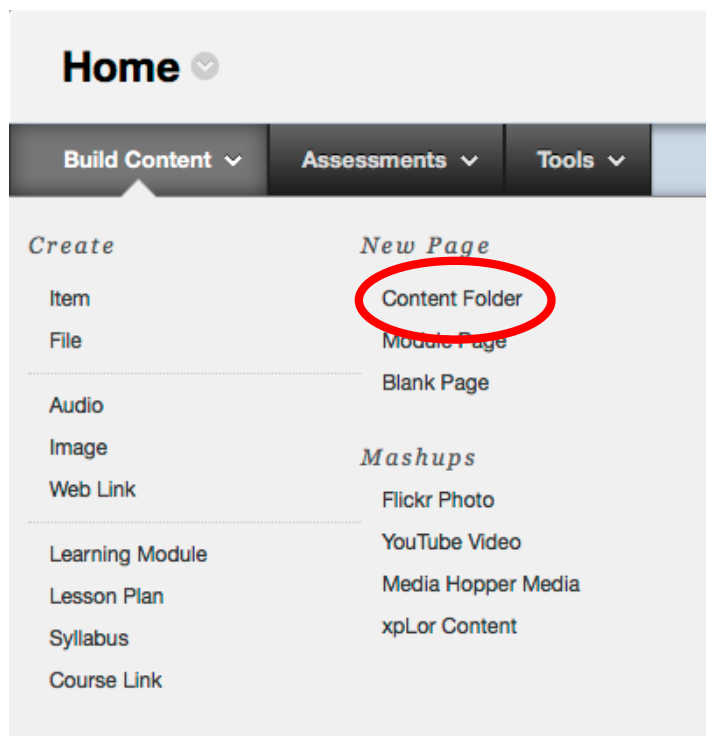 Home
Build Content
Assessments
Tools
Create
Item
File
Audio
Image
Web Link
Learning Module
Lesson Plan
Syllabus
Course Link
New Page
Content Folder
Module Page
Blank Page
Mashups
Flickr Photo
YouTube Video
Media Hopper Media
xpLor Content